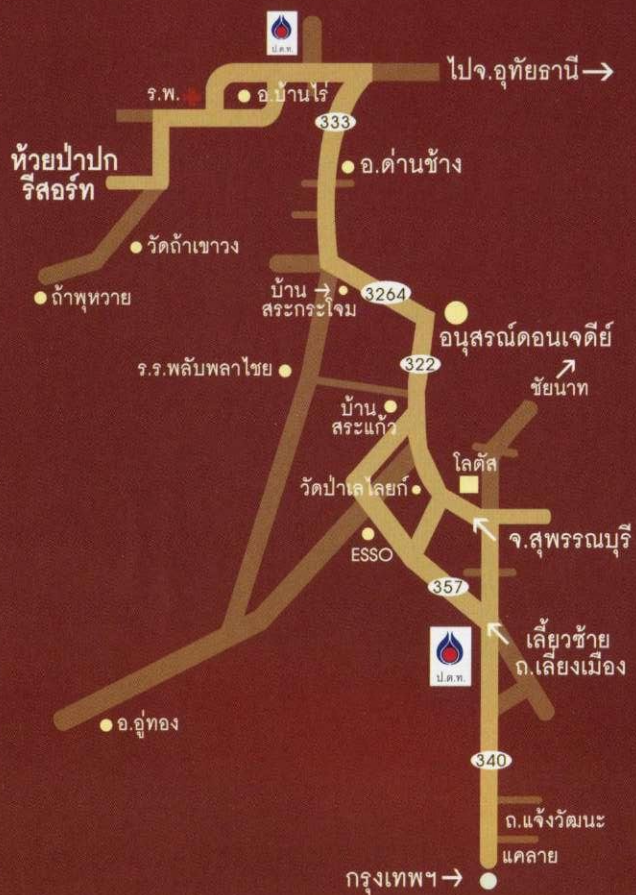 ป.ต.ท.
ไปจ.อุทัยธานี →
ร.พ.
อ.บ้านไร่
333
ห้วยป่าปก
รีสอร์ท
อ.ด่านช้าง
วัดถ้ำเขาวง
ถ้ำพุหวาย
บ้าน →
สระกระโจม
3264
อนุสรณ์ดอนเจดีย์
322
ร.ร.พลับพลาไชย
ชัยนาท
บ้าน
สระแก้ว
โลตัส
วัดป่าเลไลยก์
จ.สุพรรณบุรี
ESSO
357
เลี้ยวซ้าย
ถ.เลี่ยงเมือง
ป.ต.ท.
อ.อู่ทอง
340
ถ.แจ้งวัฒนะ
แคลาย
กรุงเทพฯ →